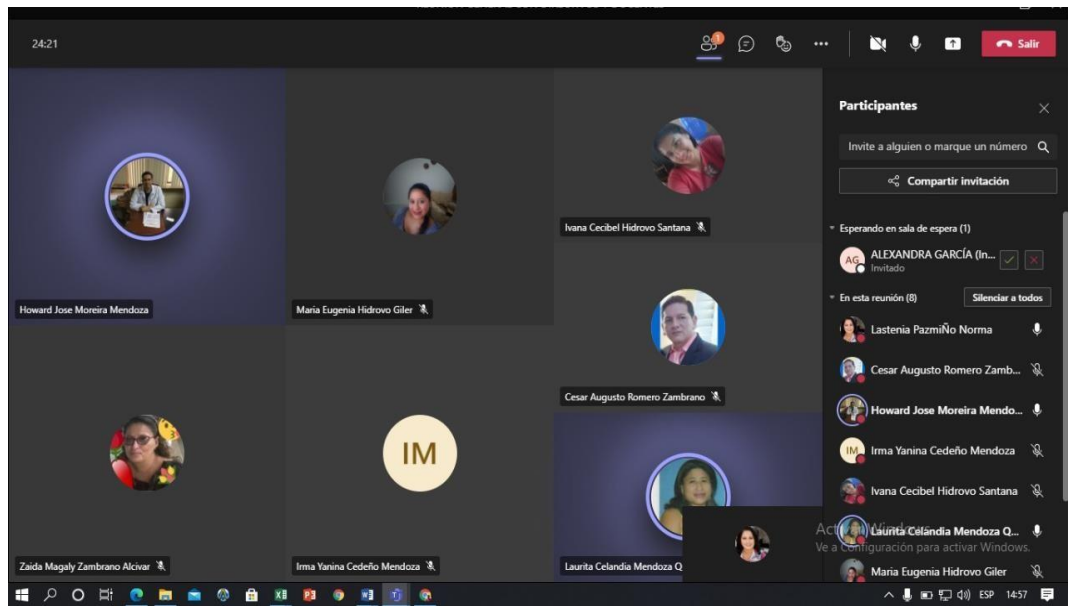 24:21
1
Salir
Howard Jose Moreira Mendoza
Maria Eugenia Hidrovo Giler
Ivana Cecibel Hidrovo Santana
Cesar Augusto Romero Zambrano
Zaida Magaly Zambrano Alcivar
IM
Irma Yanina Cedeño Mendoza
Laurita Celandia Mendoza Q
Participantes
Invite a alguien o marque un número
Compartir invitación
Esperando en sala de espera (1)
AG
ALEXANDRA GARCÍA (In...
Invitado
En esta reunión (8)
Silenciar a todos
Lastenia PazmiÑo Norma
Cesar Augusto Romero Zamb...
Howard Jose Moreira Mendo...
IM
Irma Yanina Cedeño Mendoza
Ivana Cecibel Hidrovo Santana
Laurita Celandia Mendoza Q...
Ve a Configuración para activar Windows.
Maria Eugenia Hidrovo Giler
ESP 14:57